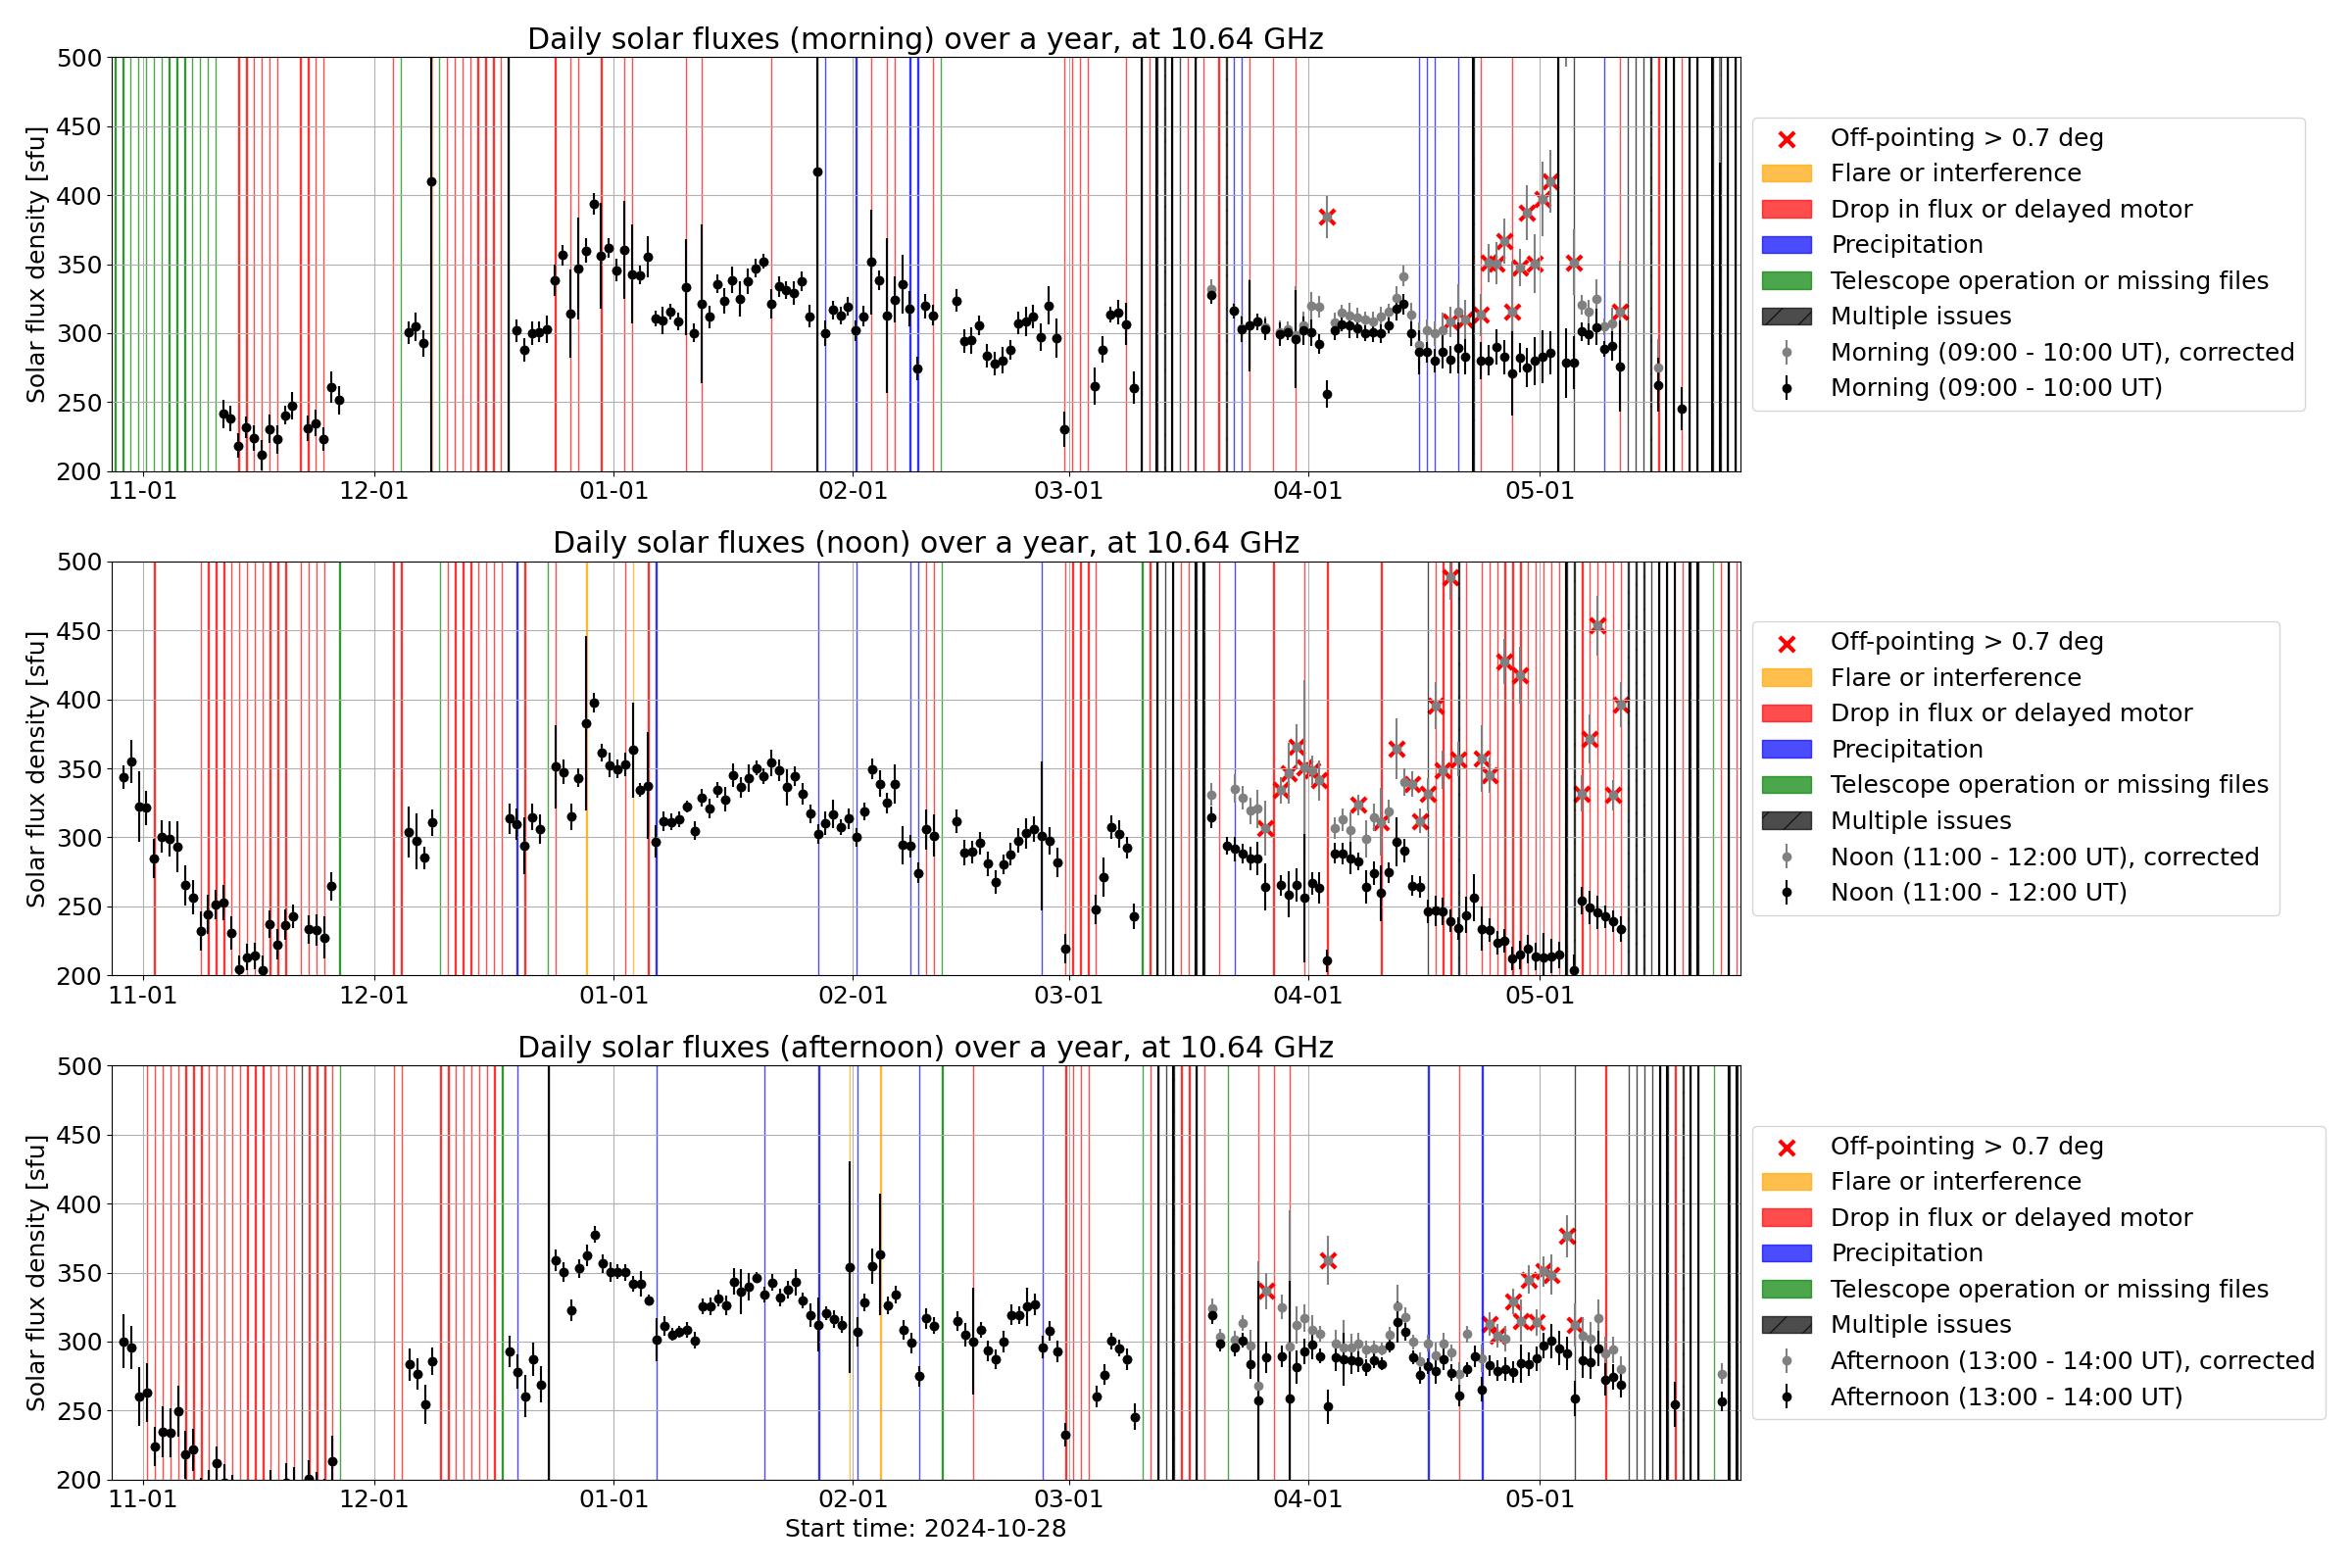 Daily solar fluxes (morning) over a year, at 10.64 GHz
Solar flux density [sfu]
500
450
400
350
300
250
200
11-01 12-01 01-01 02-01 03-01 04-01 05-01
Off-pointing > 0.7 deg
Flare or interference
Drop in flux or delayed motor
Precipitation
Telescope operation or missing files
Multiple issues
Morning (09:00 - 10:00 UT), corrected
Morning (09:00 - 10:00 UT)
Daily solar fluxes (noon) over a year, at 10.64 GHz
Solar flux density [sfu]
500
450
400
350
300
250
200
11-01 12-01 01-01 02-01 03-01 04-01 05-01
Off-pointing > 0.7 deg
Flare or interference
Drop in flux or delayed motor
Precipitation
Telescope operation or missing files
Multiple issues
Noon (11:00 - 12:00 UT), corrected
Noon (11:00 - 12:00 UT)
Daily solar fluxes (afternoon) over a year, at 10.64 GHz
Solar flux density [sfu]
500
450
400
350
300
250
200
11-01 12-01 01-01 02-01 03-01 04-01 05-01
Start time: 2024-10-28
Off-pointing > 0.7 deg
Flare or interference
Drop in flux or delayed motor
Precipitation
Telescope operation or missing files
Multiple issues
Afternoon (13:00 - 14:00 UT), corrected
Afternoon (13:00 - 14:00 UT)